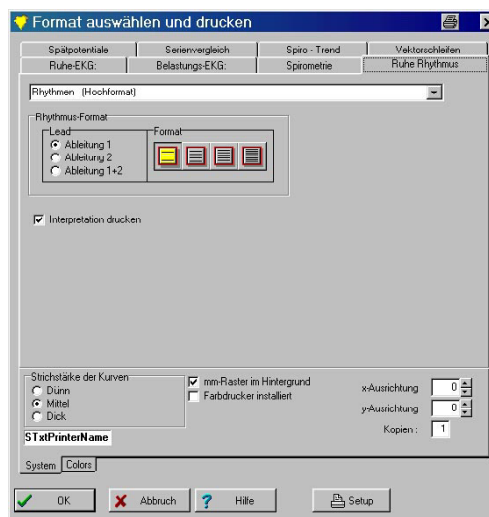 Format auswählen und drucken
Spätpotentiale Serienvergleich Spiro - Trend Vektorschleifen
Ruhe-EKG: Belastungs-EKG: Spirometrie Ruhe Rhythmus
Rhythmen (Hochformat)
Rhythmus-Format
Lead Format
Ableitung 1
Ableitung 2
Ableitung 1+2
Interpretation drucken
Strichstärke der Kurven
Dünn
Mittel
Dick
mm-Raster im Hintergrund
Farbdrucker installiert
x-Ausrichtung 0
y-Ausrichtung 0
Kopien : 1
STxtPrinterName
System Colors
OK Abbruch ? Hilfe Setup